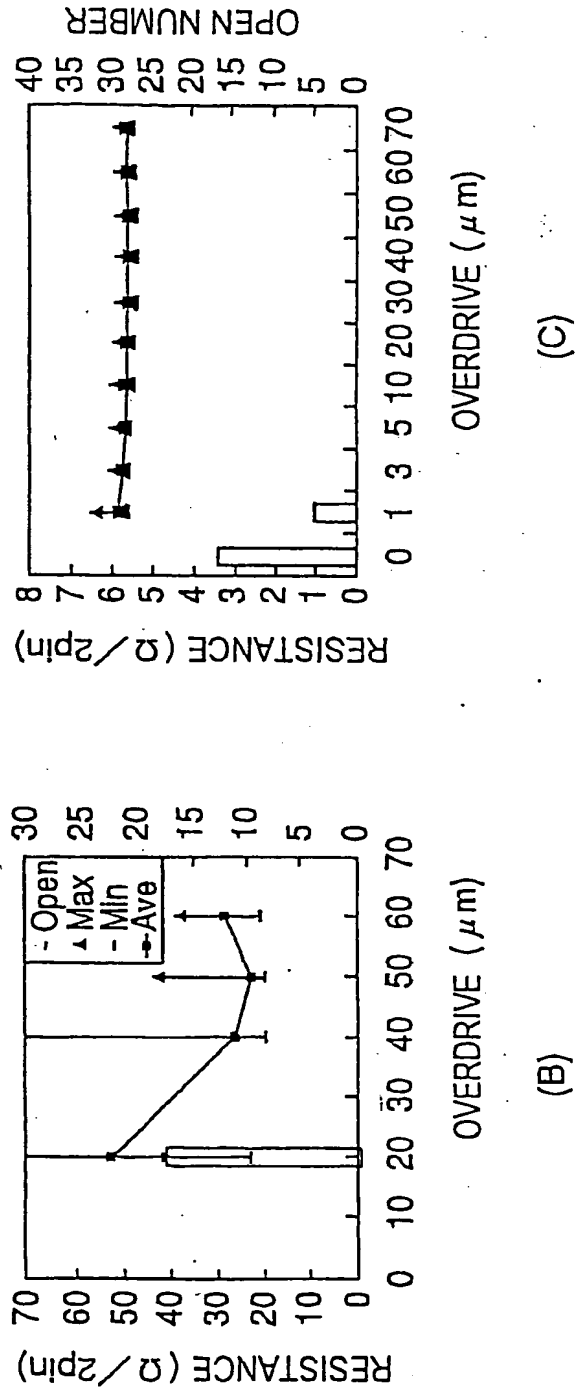 30
25
20
15
10
5
0
- Open
Max
- Min
Ave
70
60
50
40
30
20
10
0
RESISTANCE (Ω/2pin)
0 10 20 30 40 50 60 70
OVERDRIVE (μm)
(B)
OPEN NUMBER
40
35
30
25
20
15
10
5
0
8
7
6
5
4
3
2
1
0
RESISTANCE (Ω/2pin)
0 1 3 5 10 20 30 40 50 60 70
OVERDRIVE (μm)
(C)